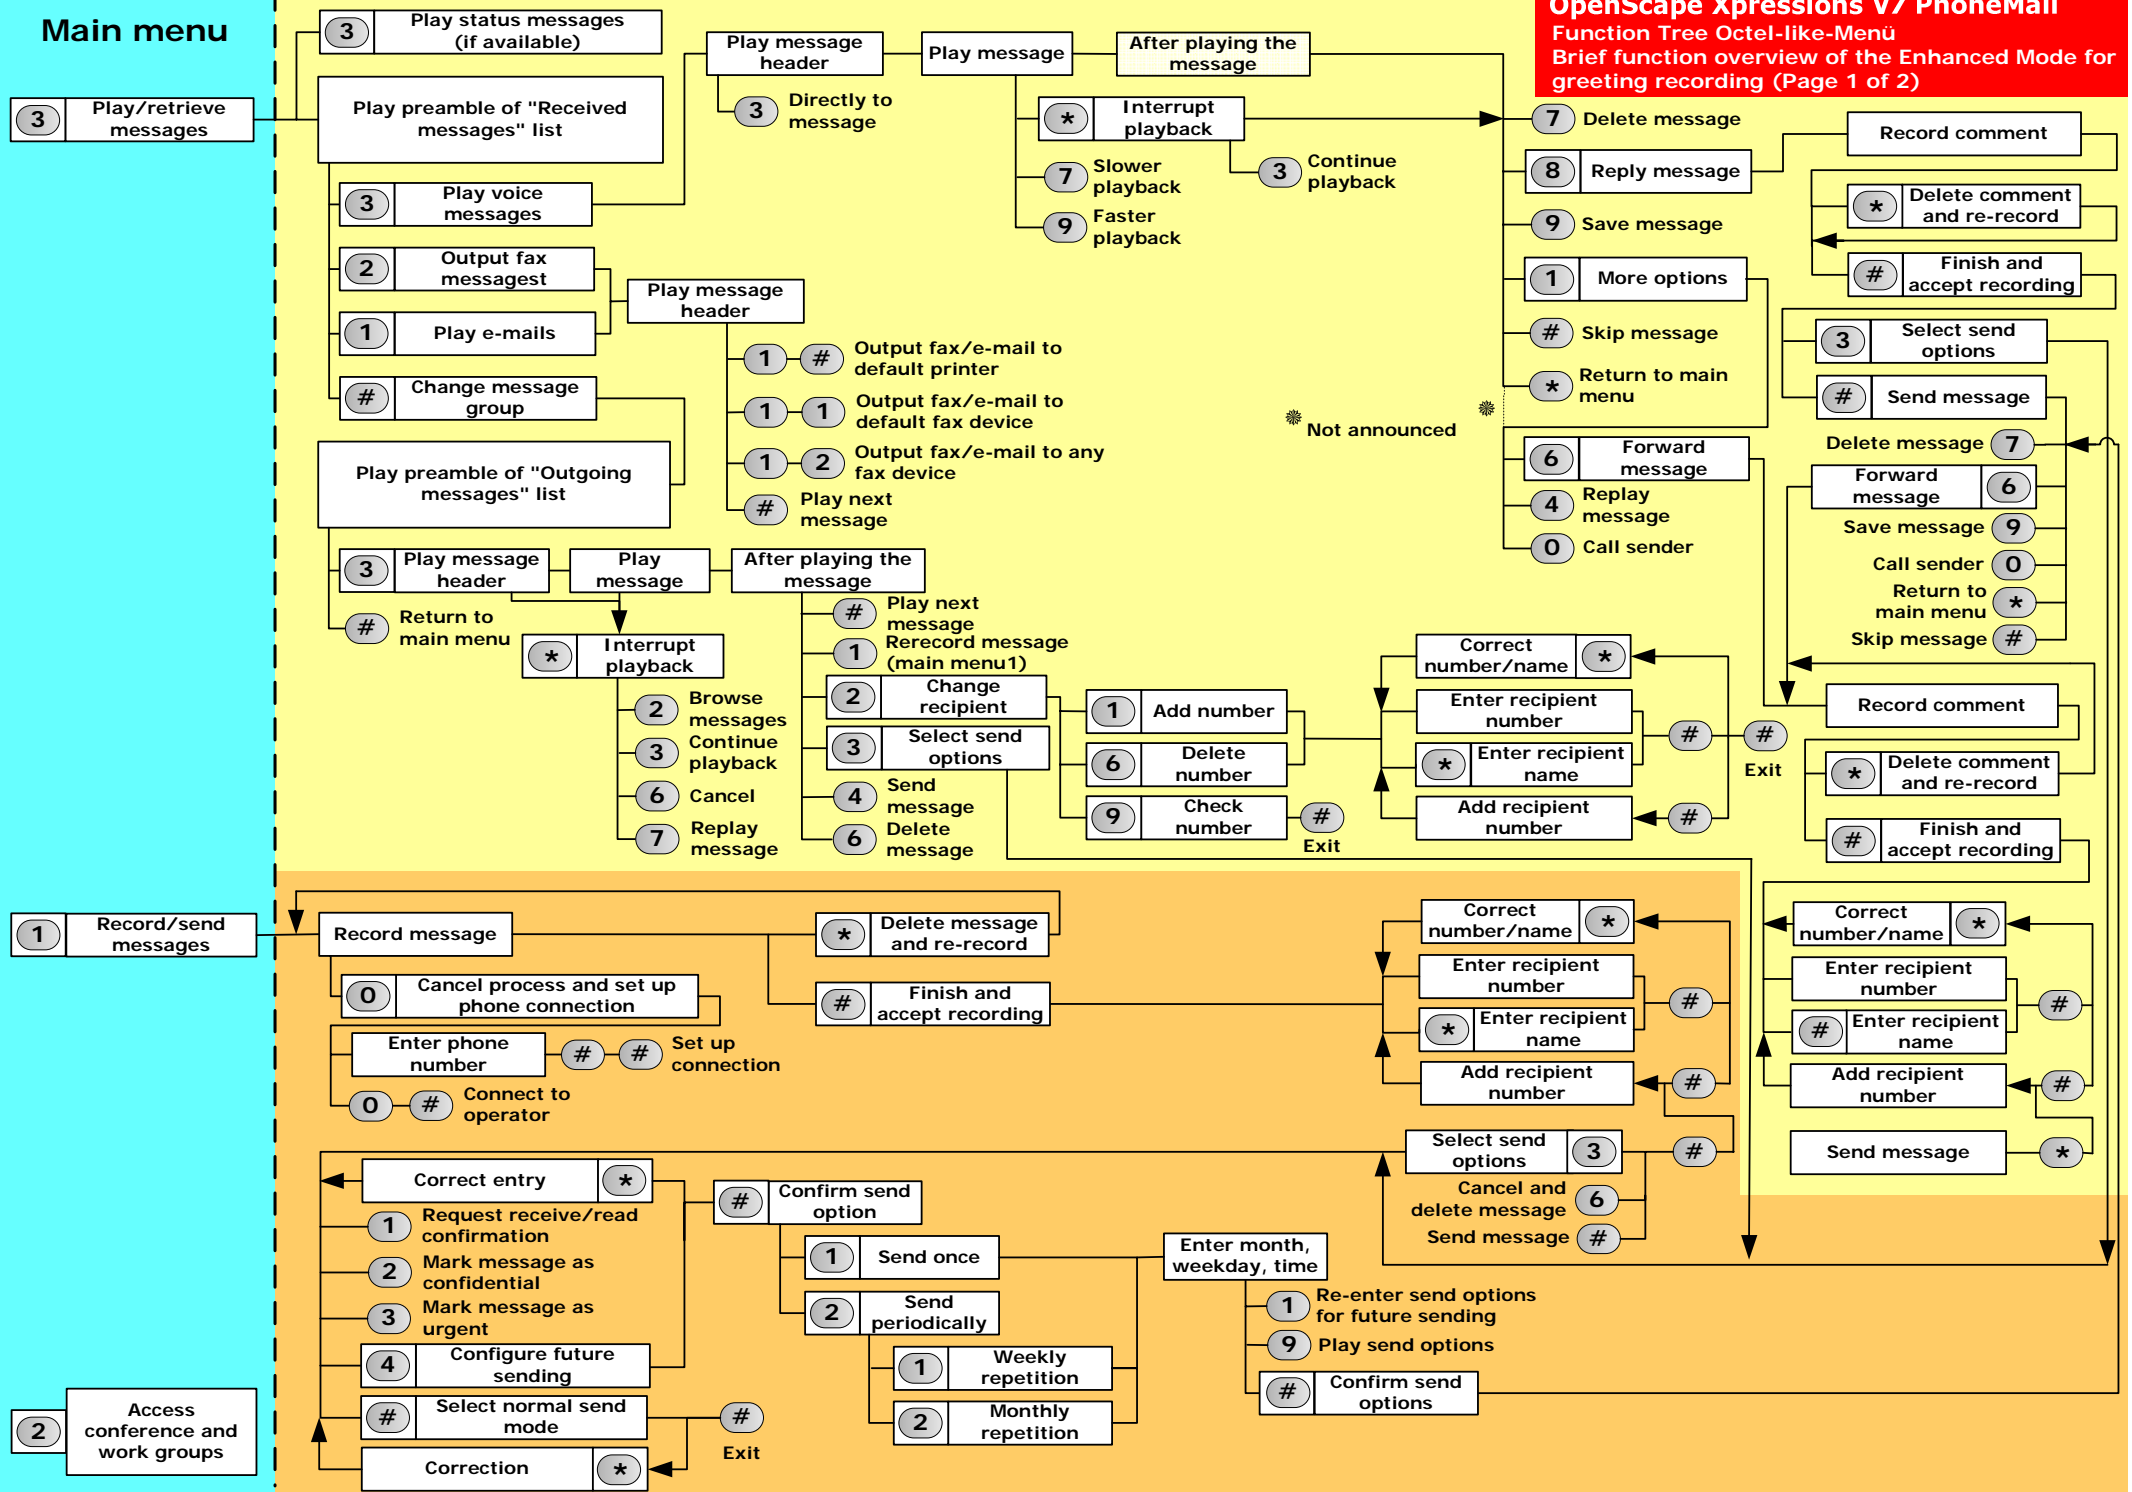 OpenScape Xpressions V7 PhoneMail
Function Tree Octel-like-Menü
Brief function overview of the Enhanced Mode for
greeting recording (Page 1 of 2)
Main menu
3 Play/retrieve
messages
3 Play status messages
(if available)
Play preamble of "Received
messages" list
3 Play voice
messages
2 Output fax
messagest
1 Play e-mails
# Change message
group
Play preamble of "Outgoing
messages" list
3 Play message
header
# Return to
main menu
Play message
header
3 Directly to
message
Play message
* Interrupt
playback
3 Continue
playback
7 Slower
playback
9 Faster
playback
After playing the
message
Play message
header
1 # Output fax/e-mail to
default printer
1 1 Output fax/e-mail to
default fax device
1 2 Output fax/e-mail to any
fax device
# Play next
message
7 Delete message
8 Reply message
9 Save message
1 More options
# Skip message
* Return to main
menu
Not announced
6 Forward
message
4 Replay
message
0 Call sender
Record comment
* Delete comment
and re-record
# Finish and
accept recording
3 Select send
options
# Send message
Delete message 7
Forward
message 6
Save message 9
Call sender 0
Return to
main menu *
Skip message #
Record comment
* Delete comment
and re-record
# Finish and
accept recording
Correct
number/name *
Enter recipient
number
# Enter recipient
name
#
Add recipient
number #
Send message *
Play
message
After playing the
message
* Interrupt
playback
2 Browse
messages
3 Continue
playback
6 Cancel
7 Replay
message
# Play next
message
1 Rerecord message
(main menu1)
2 Change
recipient
3 Select send
options
4 Send
message
6 Delete
message
1 Add number
6 Delete
number
9 Check
number
#
Exit
Correct
number/name *
Enter recipient
number
* Enter recipient
name
# #
Exit
Add recipient
number #
1 Record/send
messages
Record message
* Delete message
and re-record
0 Cancel process and set up
phone connection
# Finish and
accept recording
Enter phone
number # # Set up
connection
0 # Connect to
operator
Correct
number/name *
Enter recipient
number
* Enter recipient
name
#
Add recipient
number #
Select send
options 3 #
Cancel and
delete message 6
Send message #
Correct entry *
1 Request receive/read
confirmation
2 Mark message as
confidential
3 Mark message as
urgent
4 Configure future
sending
# Select normal send
mode
#
Exit
Correction *
# Confirm send
option
1 Send once
2 Send
periodically
1 Weekly
repetition
2 Monthly
repetition
Enter month,
weekday, time
1 Re-enter send options
for future sending
9 Play send options
# Confirm send
options
2 Access
conference and
work groups